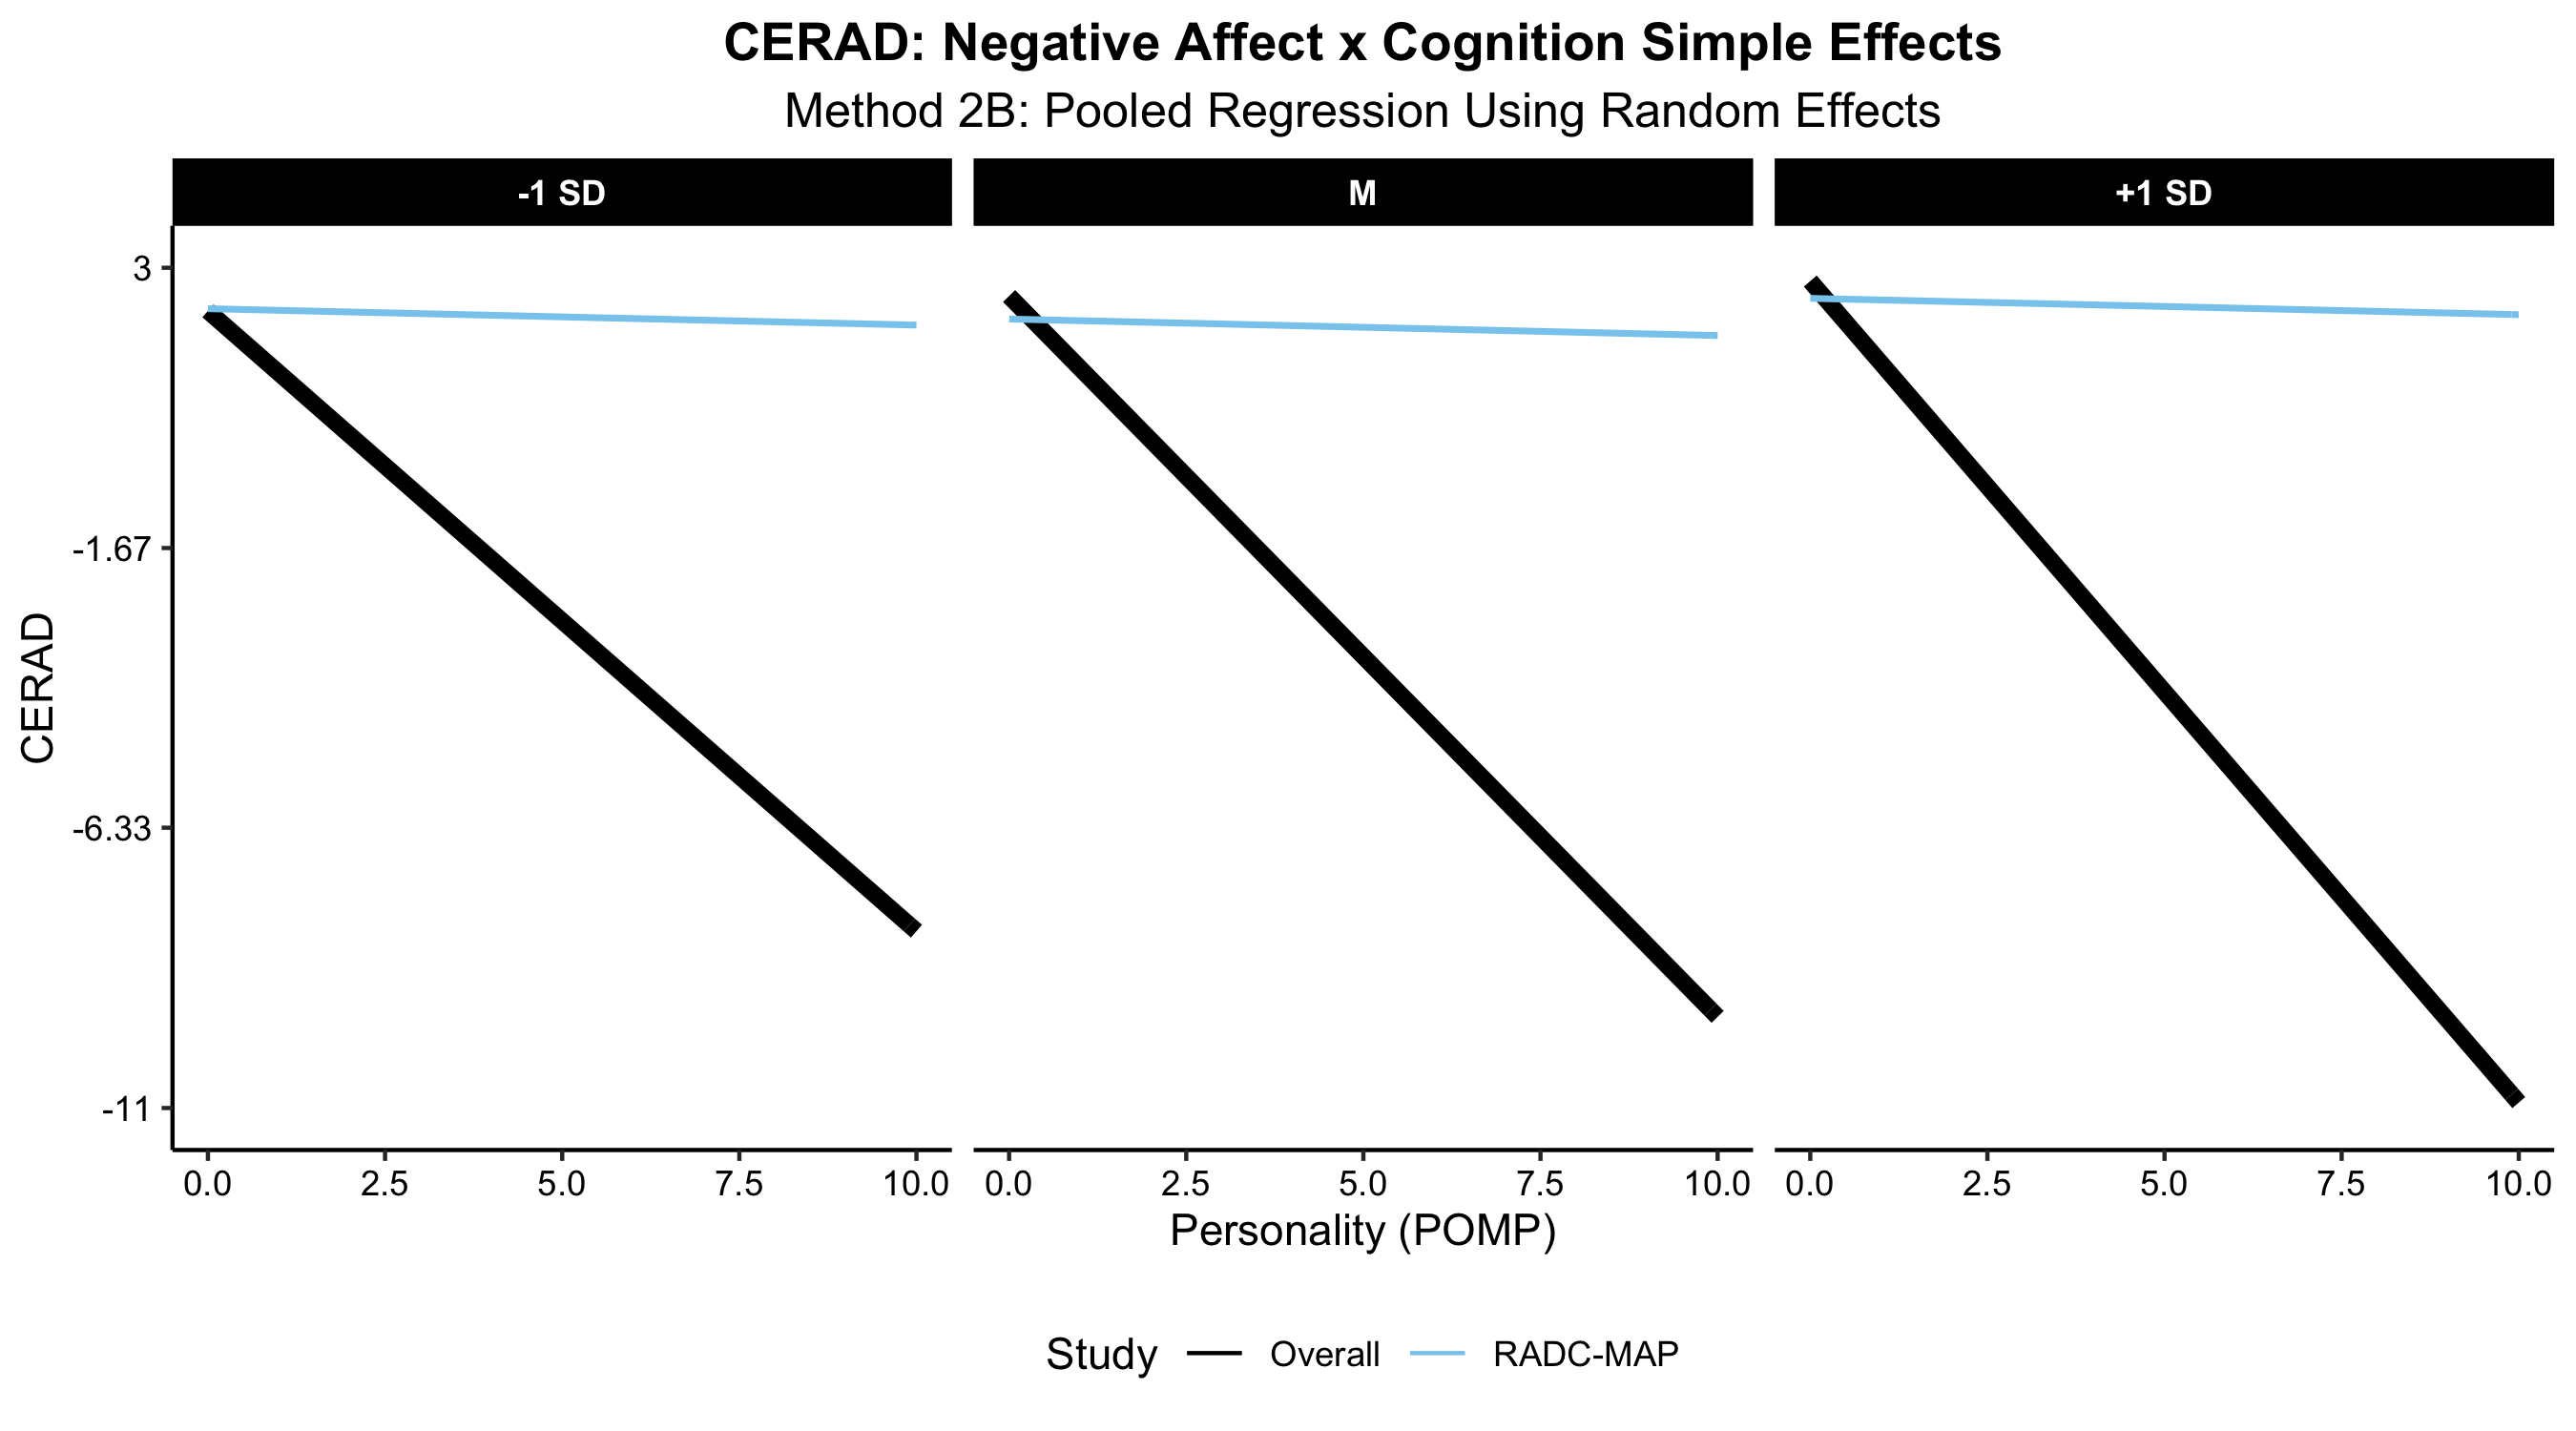 CERAD: Negative Affect x Cognition Simple Effects
Method 2B: Pooled Regression Using Random Effects
-1 SD
M
+1 SD
3
-1.67
-6.33
-11
CERAD
0.0 2.5 5.0 7.5 10.0
0.0 2.5 5.0 7.5 10.0
0.0 2.5 5.0 7.5 10.0
Personality (POMP)
Study Overall RADC-MAP